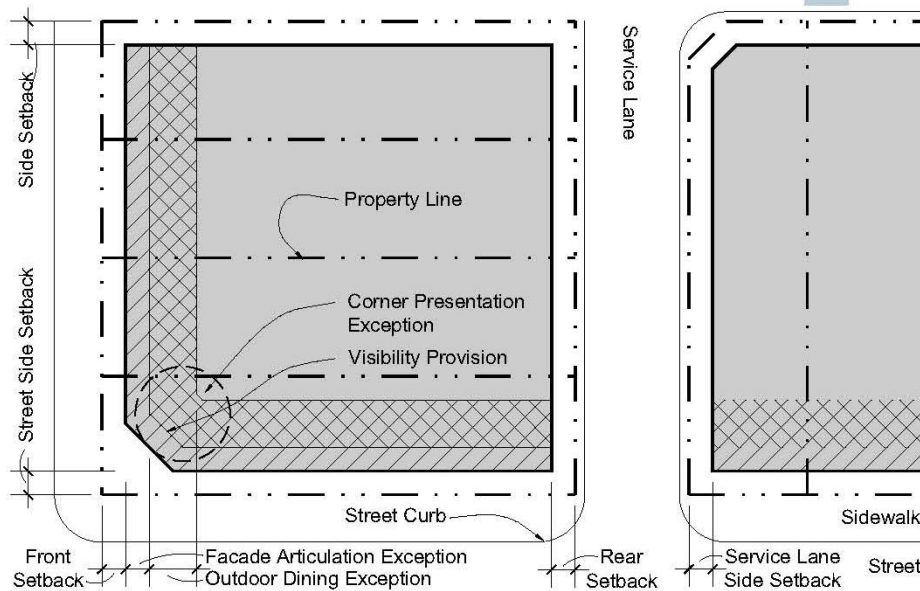 Side Setback
Street Side Setback
Service Lane
Property Line
Corner Presentation
Exception
Visibility Provision
Street Curb
Sidewalk
Front
Setback
Facade Articulation Exception
Outdoor Dining Exception
Rear
Setback
Service Lane
Side Setback
Street